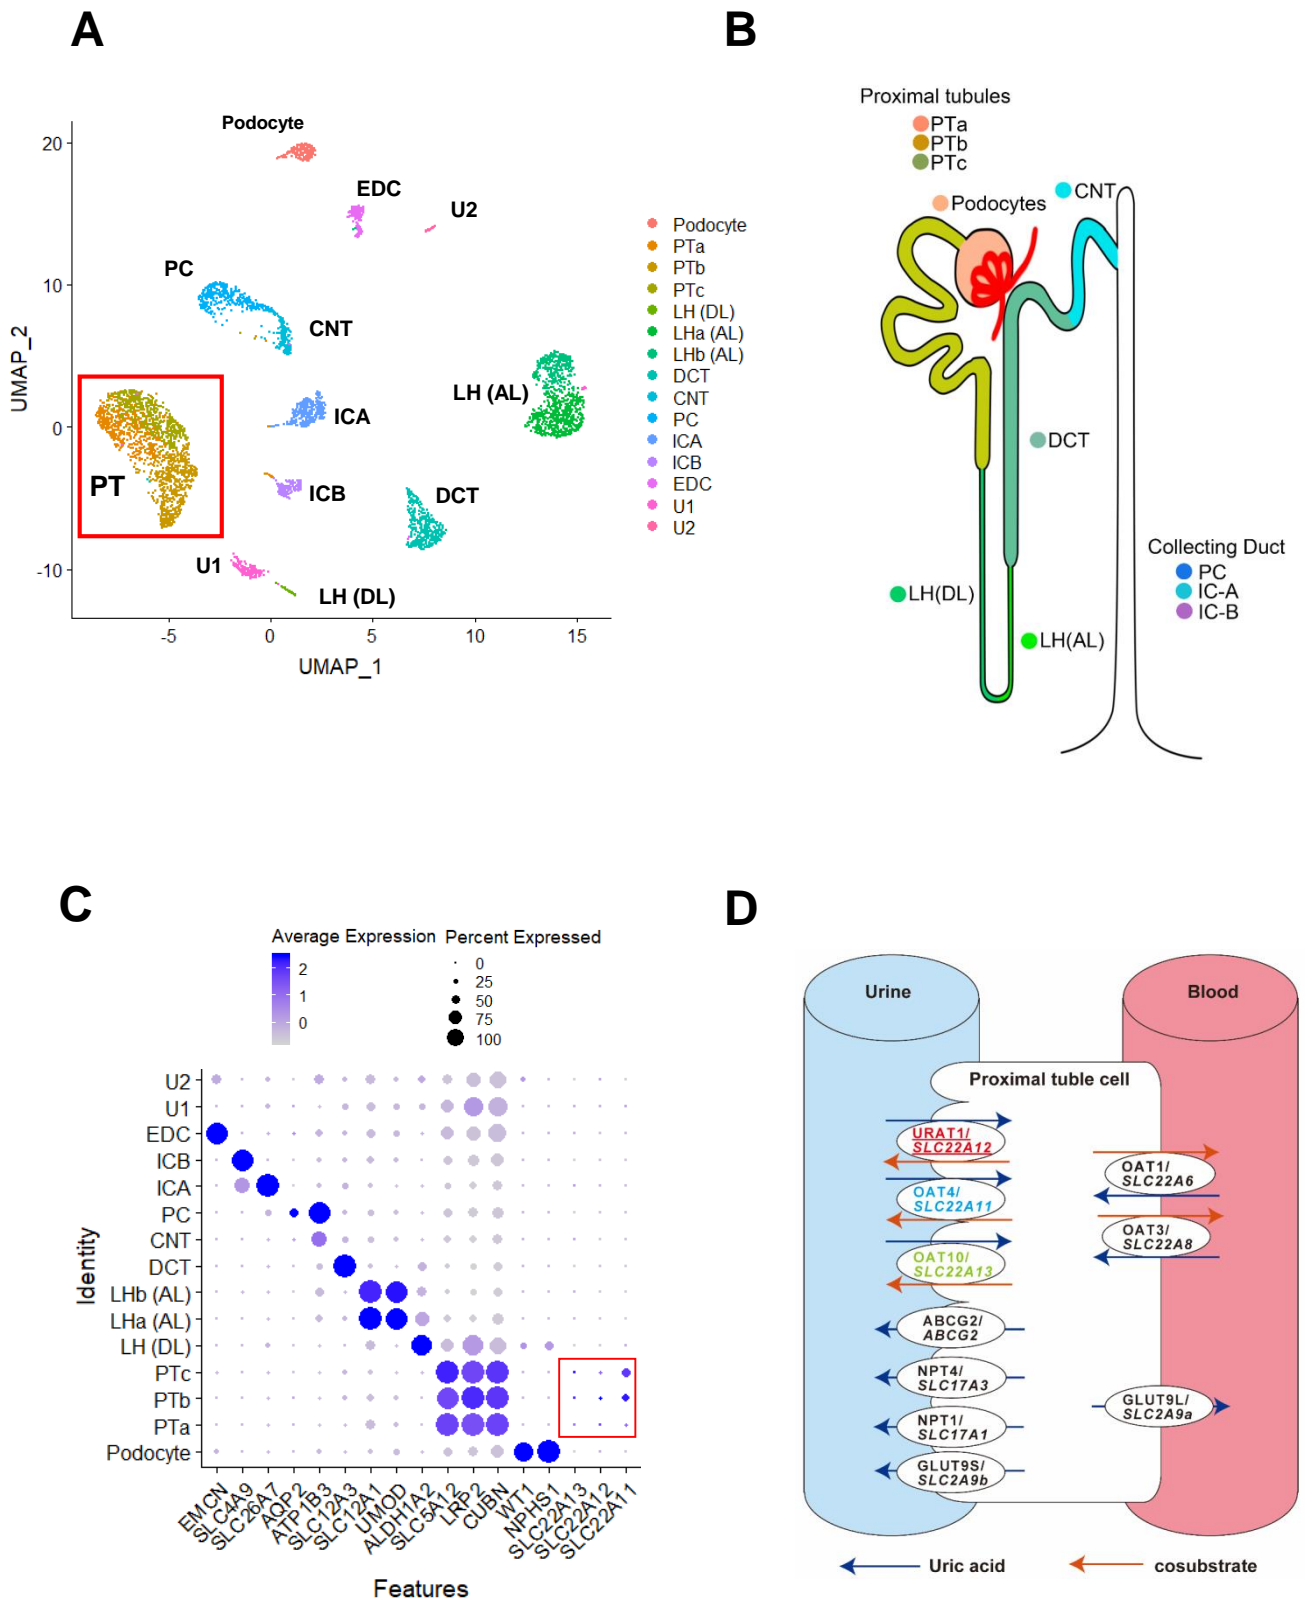 A
B
Podocyte
EDC
U2
PC
CNT
LH (AL)
ICA
PT
ICB
DCT
U1
LH (DL)
20
10
0
-10
-5
0
5
10
15
UMAP_2
UMAP_1
Podocyte
PTa
PTb
PTc
LH (DL)
LHa (AL)
LHb (AL)
DCT
CNT
PC
ICA
ICB
EDC
U1
U2
Proximal tubules
PTa
PTb
PTc
CNT
Podocytes
DCT
Collecting Duct
PC
IC-A
IC-B
LH(DL)
LH(AL)
C
D
Average Expression
2
1
0
Percent Expressed
0
25
50
75
100
Identity
U2
U1
EDC
ICB
ICA
PC
CNT
DCT
LHb (AL)
LHa (AL)
LH (DL)
PTc
PTb
PTa
Podocyte
EMCN
SLC4A9
SLC26A7
AQP2
ATP1B3
SLC12A3
SLC12A1
UMOD
ALDH1A2
SLC5A12
LRP2
CUBN
WT1
NPHS1
SLC22A13
SLC22A12
SLC22A11
Features
Urine
Blood
Proximal tuble cell
URAT1/
SLC22A12
OAT4/
SLC22A11
OAT10/
SLC22A13
ABCG2/
ABCG2
NPT4/
SLC17A3
NPT1/
SLC17A1
GLUT9S/
SLC2A9b
OAT1/
SLC22A6
OAT3/
SLC22A8
GLUT9L/
SLC2A9a
Uric acid
cosubstrate